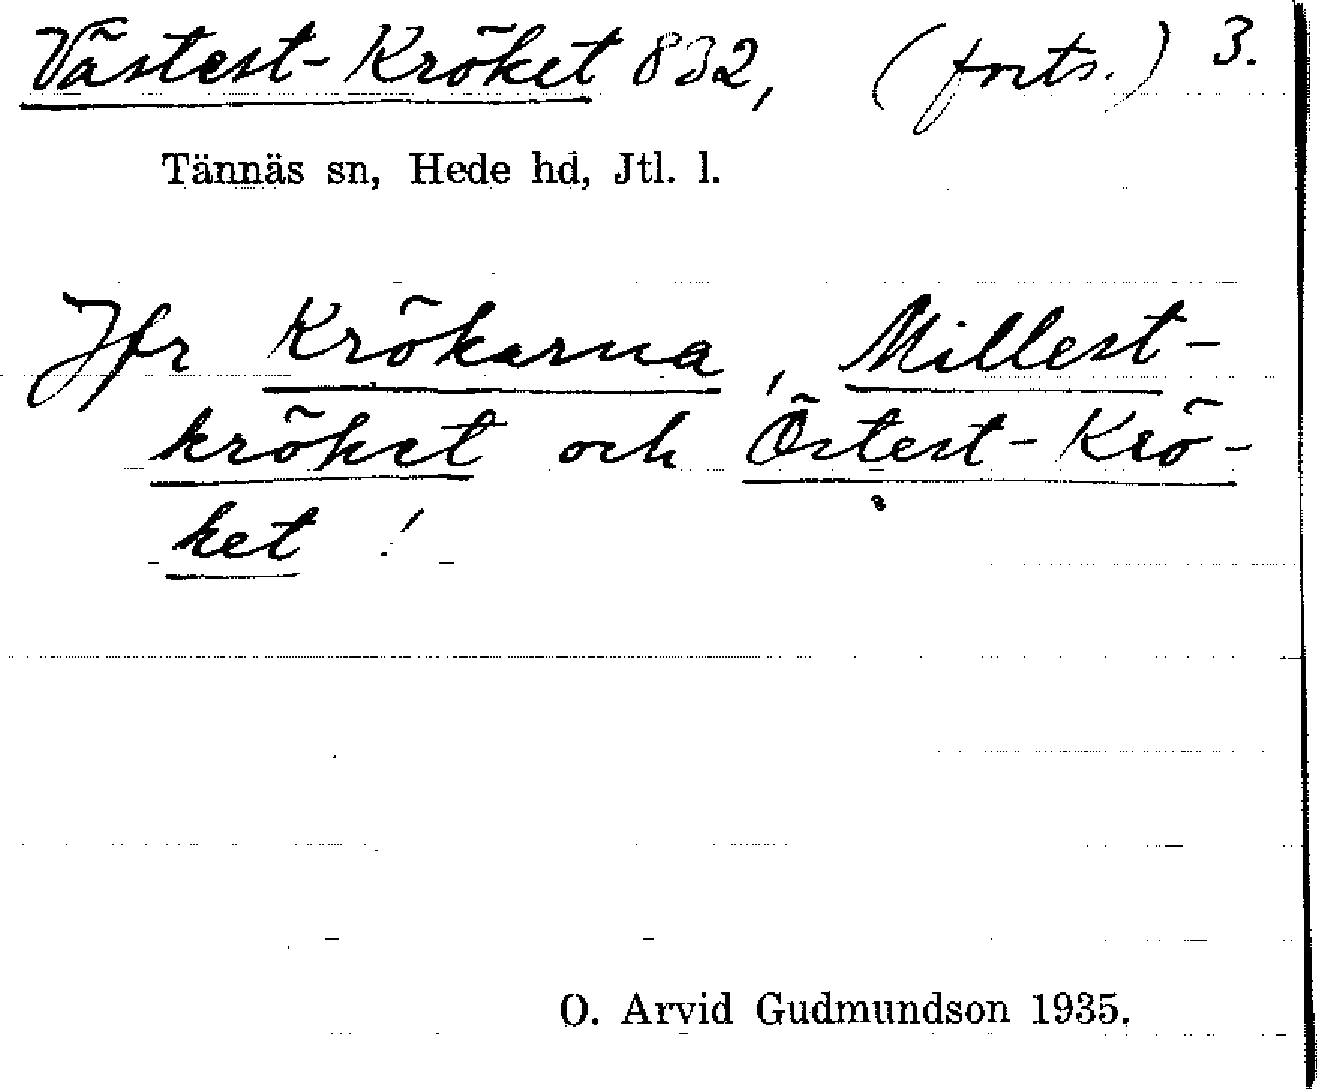 Västest-Kröket 832, (forts.) 3.
Tännäs sn, Hede hd, Jtl. l.
Jfr Krökarna, Millest-
kröket och Östest-Krö-
ket !
O. Arvid Gudmundson 1935.